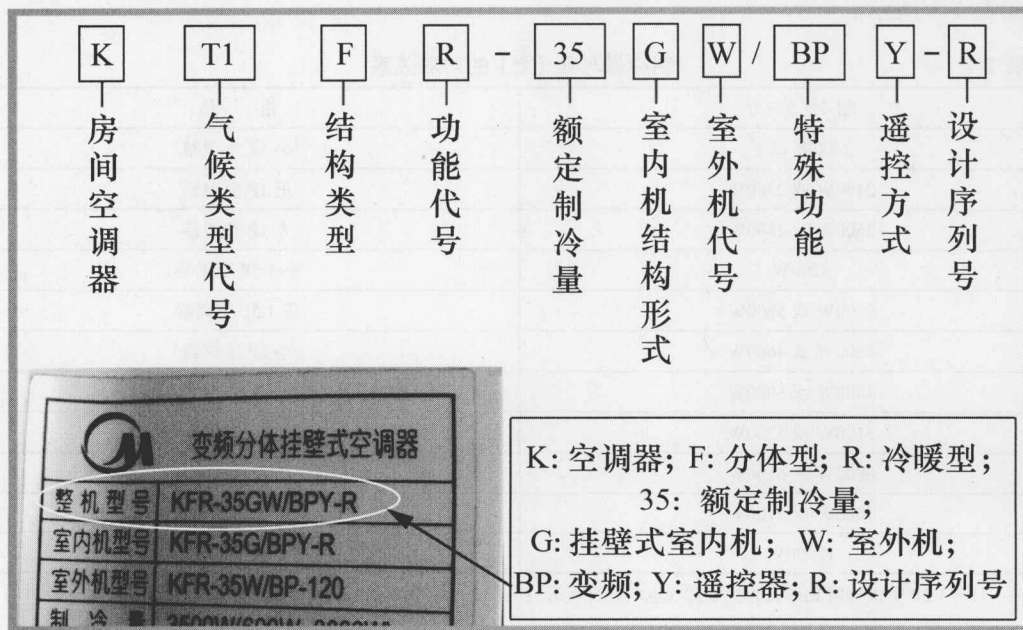 K T1 F R - 35 G W / BP Y - R
房间空调器
气候类型代号
结构类型
功能代号
额定制冷量
室内机结构形式
室外机代号
特殊功能
遥控方式
设计序列号
变频分体挂壁式空调器
整机型号 KFR-35GW/BPY-R
室内机型号 KFR-35G/BPY-R
室外机型号 KFR-35W/BP-120
制冷量
K: 空调器; F: 分体型; R: 冷暖型;
35: 额定制冷量;
G: 挂壁式室内机; W: 室外机;
BP: 变频; Y: 遥控器; R: 设计序列号